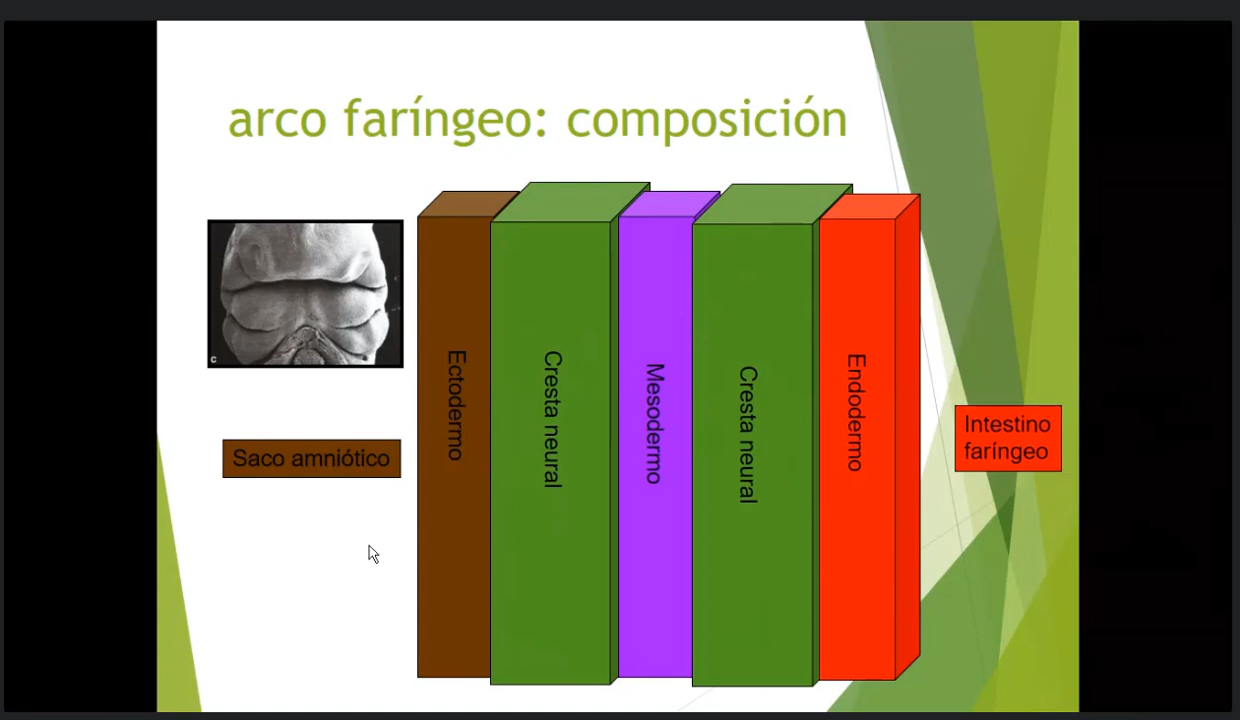 arco faríngeo: composición
C
Saco amniótico
Ectodermo
Cresta neural
Mesodermo
Cresta neural
Endodermo
Intestino
faríngeo